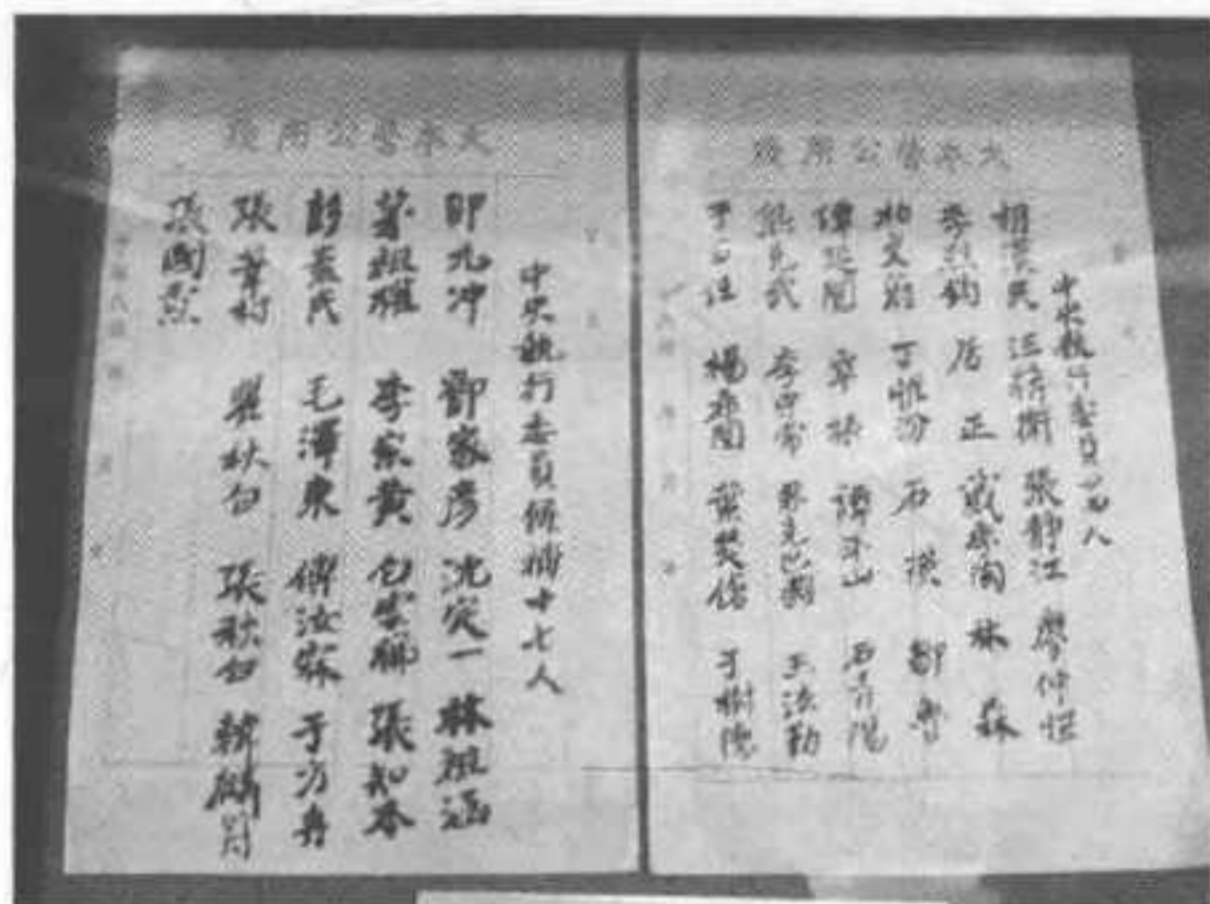 大本營公用箋
中央執行委員廿四人
胡漢民 汪精衛 張靜江 廖仲愷
李烈鈞 居正 戴季陶 林森
柏文蔚 丁惟汾 石瑛 鄒魯
譚延闓 覃振 譚平山 石青陽
熊克武 李守常 恩克巴圖 王法勤
于右任 楊希閔 葉楚傖 于樹德
大本營公用箋
中央執行委員候補十七人
邵元冲 鄧家彥 沈定一 林祖涵
茅祖權 李宗黃 白雲梯 張知本
彭素民 毛澤東 傅汝霖 于方舟
張葦村 瞿秋白 張秋白 韓麟符
張國燾